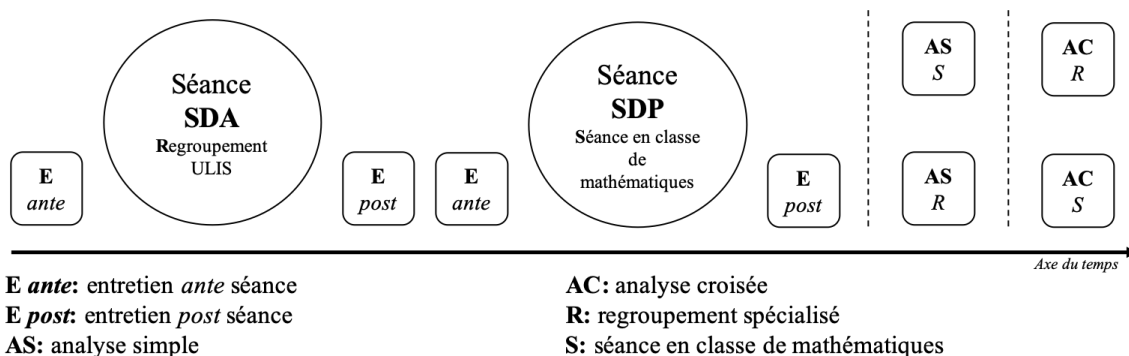 Séance
SDA
Regroupement
ULIS
Séance
SDP
Séance en classe
de
mathématiques
E
ante
E
post
E
ante
E
post
AS
S
AC
R
AS
R
AC
S
Axe du temps
E ante: entretien ante séance
E post: entretien post séance
AS: analyse simple
AC: analyse croisée
R: regroupement spécialisé
S: séance en classe de mathématiques